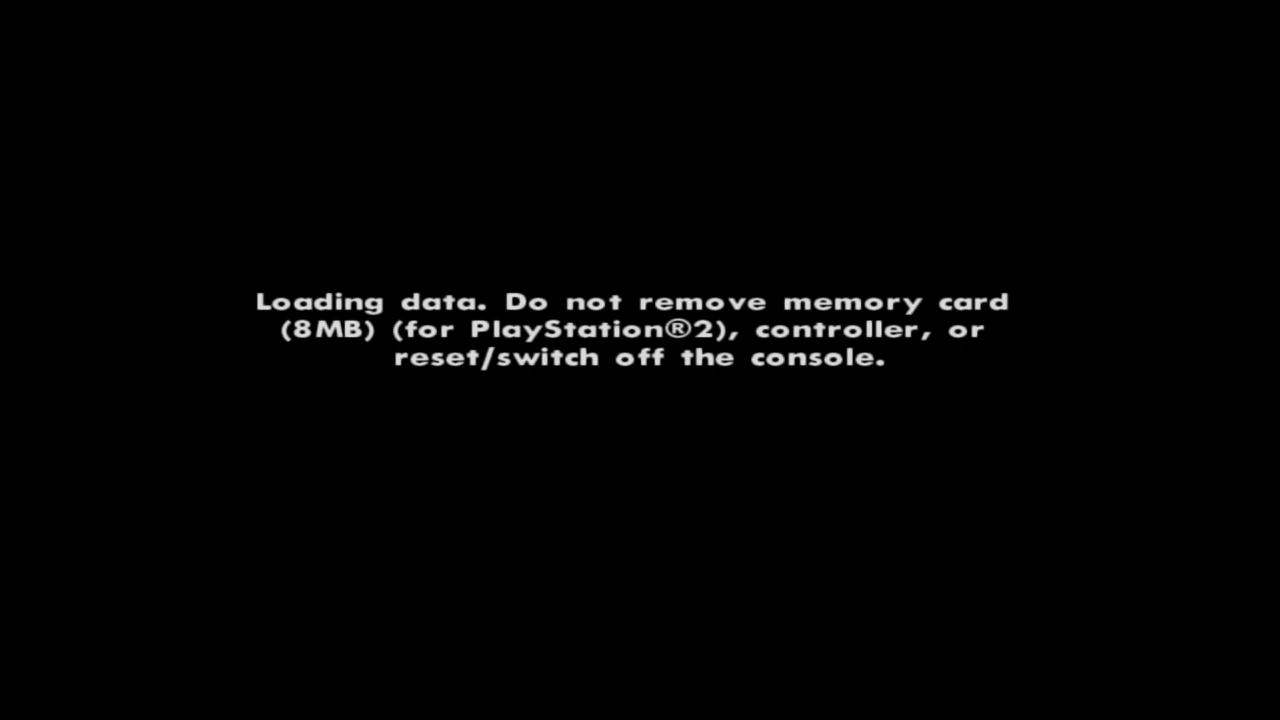 Loading data. Do not remove memory card
(8MB) (for PlayStation®2), controller, or
reset/switch off the console.